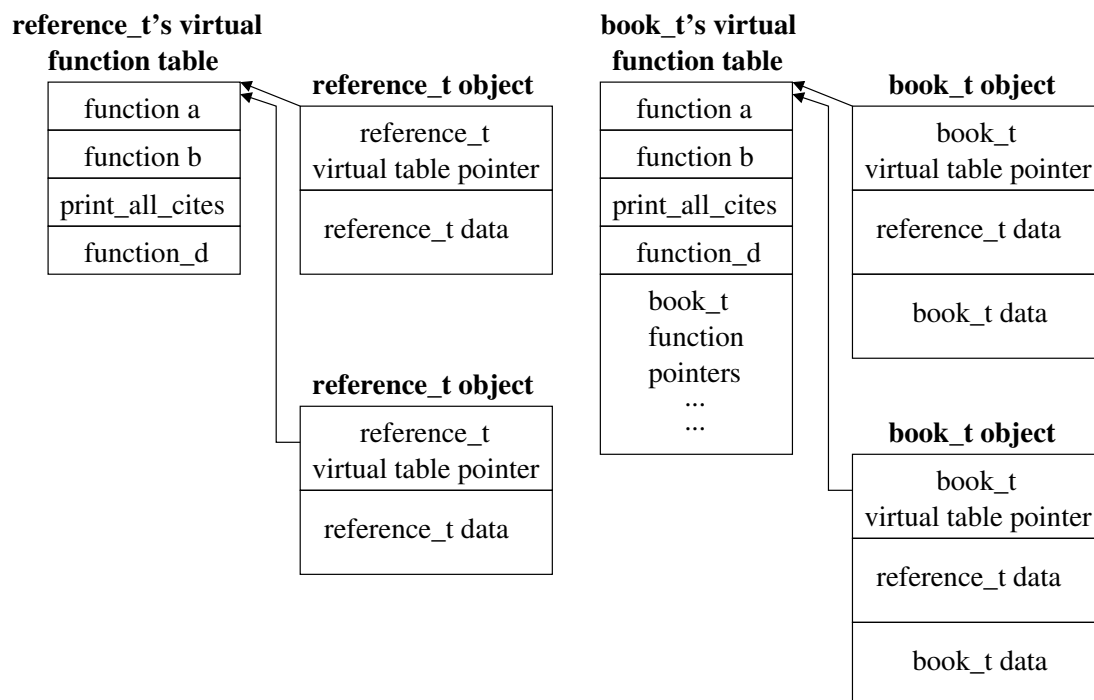 reference_t's virtual
function table
function a
function b
print_all_cites
function_d
reference_t object
reference_t
virtual table pointer
reference_t data
reference_t object
reference_t
virtual table pointer
reference_t data
book_t's virtual
function table
function a
function b
print_all_cites
function_d
book_t
function
pointers
...
...
book_t object
book_t
virtual table pointer
reference_t data
book_t data
book_t object
book_t
virtual table pointer
reference_t data
book_t data